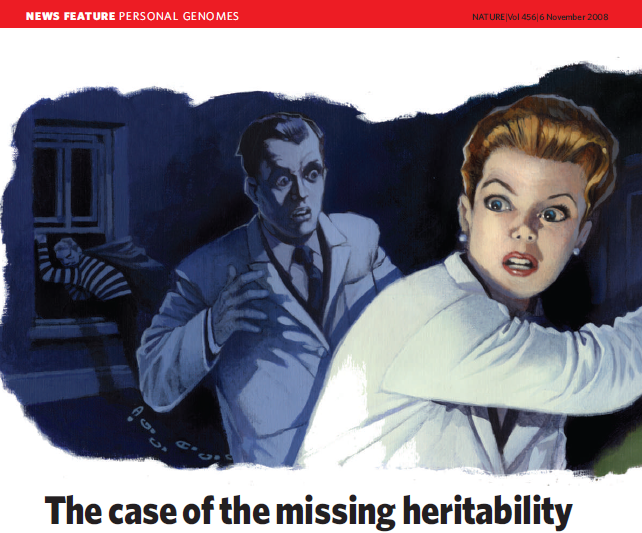 NEWS FEATURE PERSONAL GENOMES
NATURE|Vol 456|6 November 2008
The case of the missing heritability